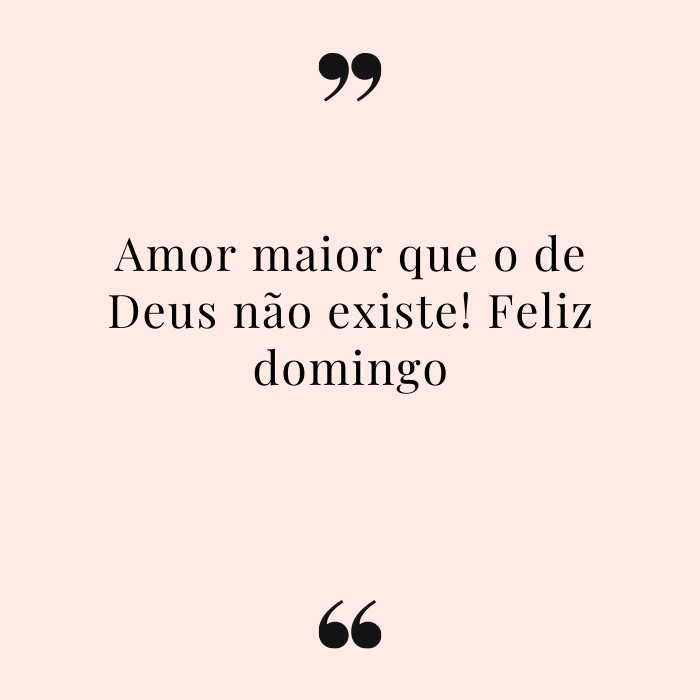 ”
Amor maior que o de
Deus não existe! Feliz
domingo
“